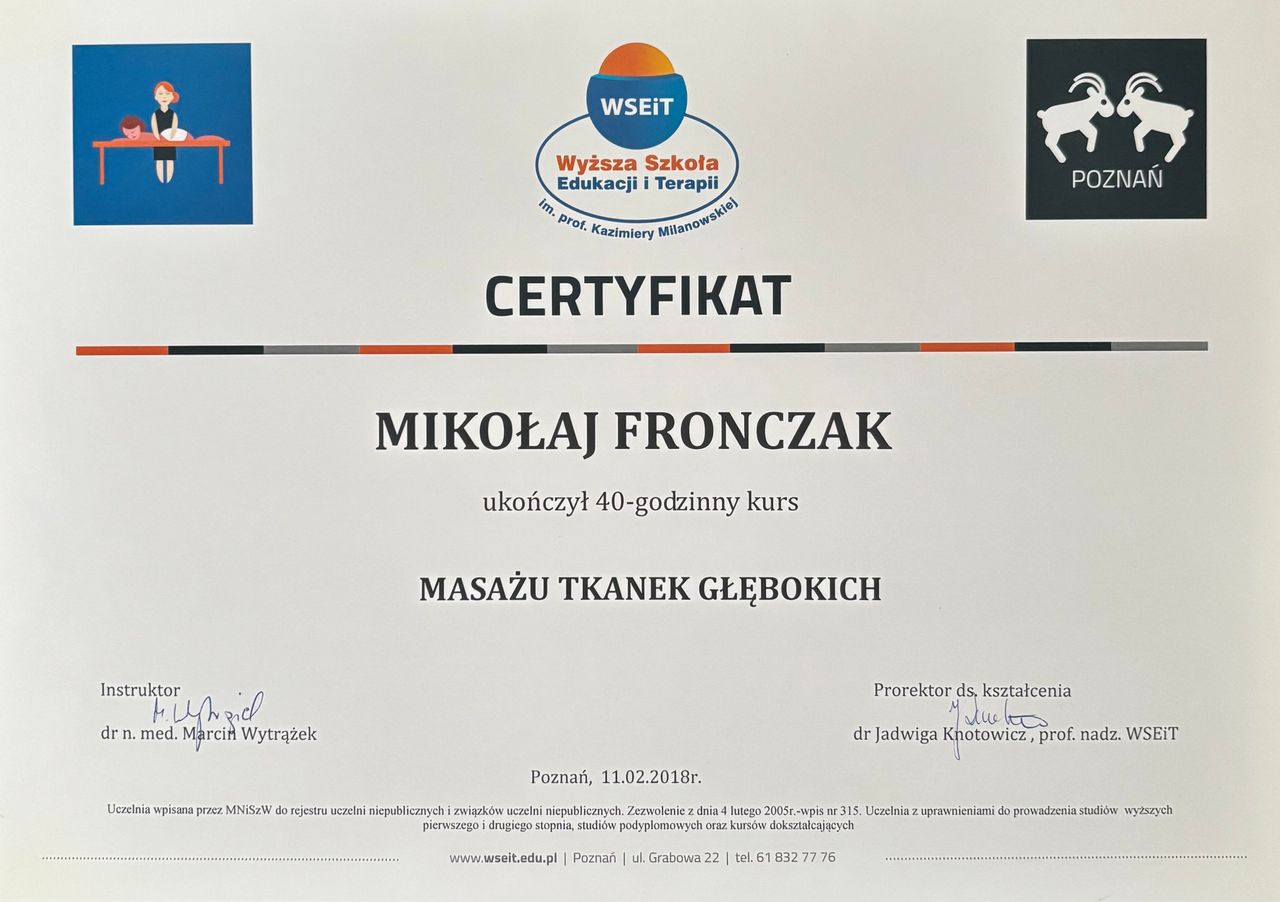 WSEiT
Wyższa Szkoła
Edukacji i Terapii
im. prof. Kazimiery Milanowskiej
POZNAŃ
CERTYFIKAT
MIKOŁAJ FRONCZAK
ukończył 40-godzinny kurs
MASAŻU TKANEK GŁĘBOKICH
Instruktor
dr n. med. Marcin Wytrążek
Prorektor ds. kształcenia
dr Jadwiga Knotowicz , prof. nadz. WSEiT
Poznań, 11.02.2018r.
Uczelnia wpisana przez MNiSzW do rejestru uczelni niepublicznych i związków uczelni niepublicznych. Zezwolenie z dnia 4 lutego 2005r.-wpis nr 315. Uczelnia z uprawnieniami do prowadzenia studiów wyższych
pierwszego i drugiego stopnia, studiów podyplomowych oraz kursów dokształcających
www.wseit.edu.pl | Poznań | ul. Grabowa 22 | tel. 61 832 77 76